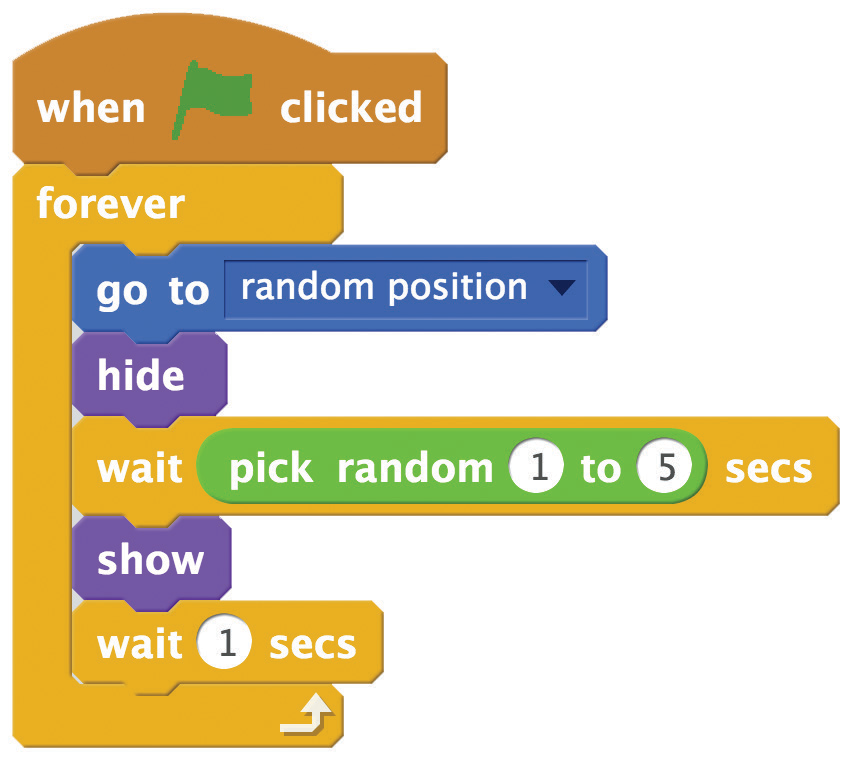 when clicked
forever
go to random position
hide
wait pick random 1 to 5 secs
show
wait 1 secs